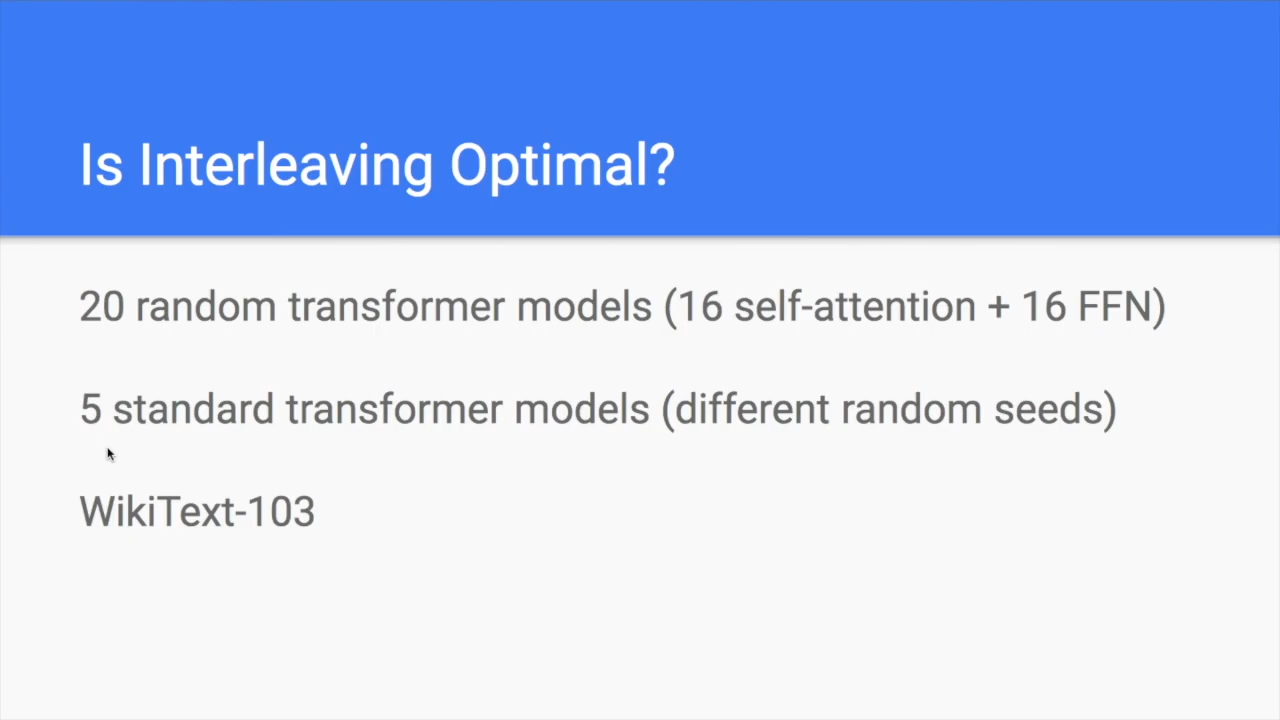 Is Interleaving Optimal?
20 random transformer models (16 self-attention + 16 FFN)
5 standard transformer models (different random seeds)
WikiText-103